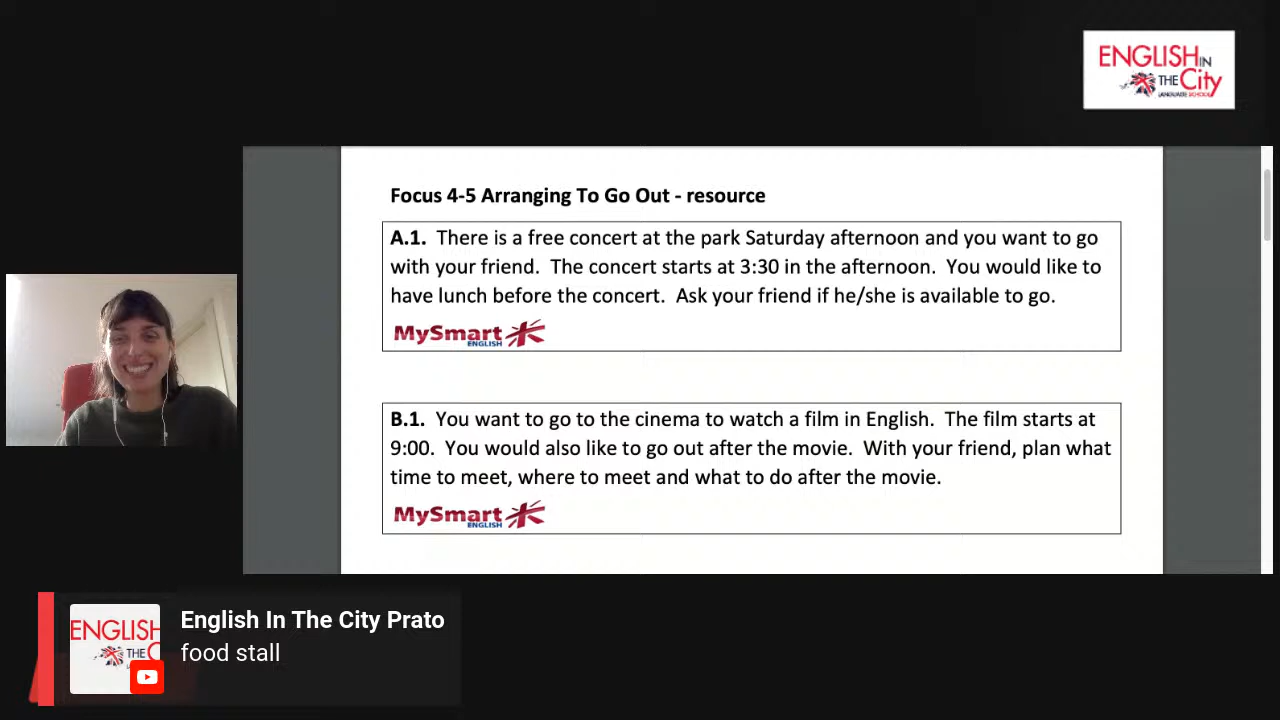 ENGLISH IN
THE City
LANGUAGE SCHOOL
Focus 4-5 Arranging To Go Out - resource
A.1. There is a free concert at the park Saturday afternoon and you want to go
with your friend. The concert starts at 3:30 in the afternoon. You would like to
have lunch before the concert. Ask your friend if he/she is available to go.
MySmart
ENGLISH
B.1. You want to go to the cinema to watch a film in English. The film starts at
9:00. You would also like to go out after the movie. With your friend, plan what
time to meet, where to meet and what to do after the movie.
MySmart
ENGLISH
ENGLISH
THE C
English In The City Prato
food stall